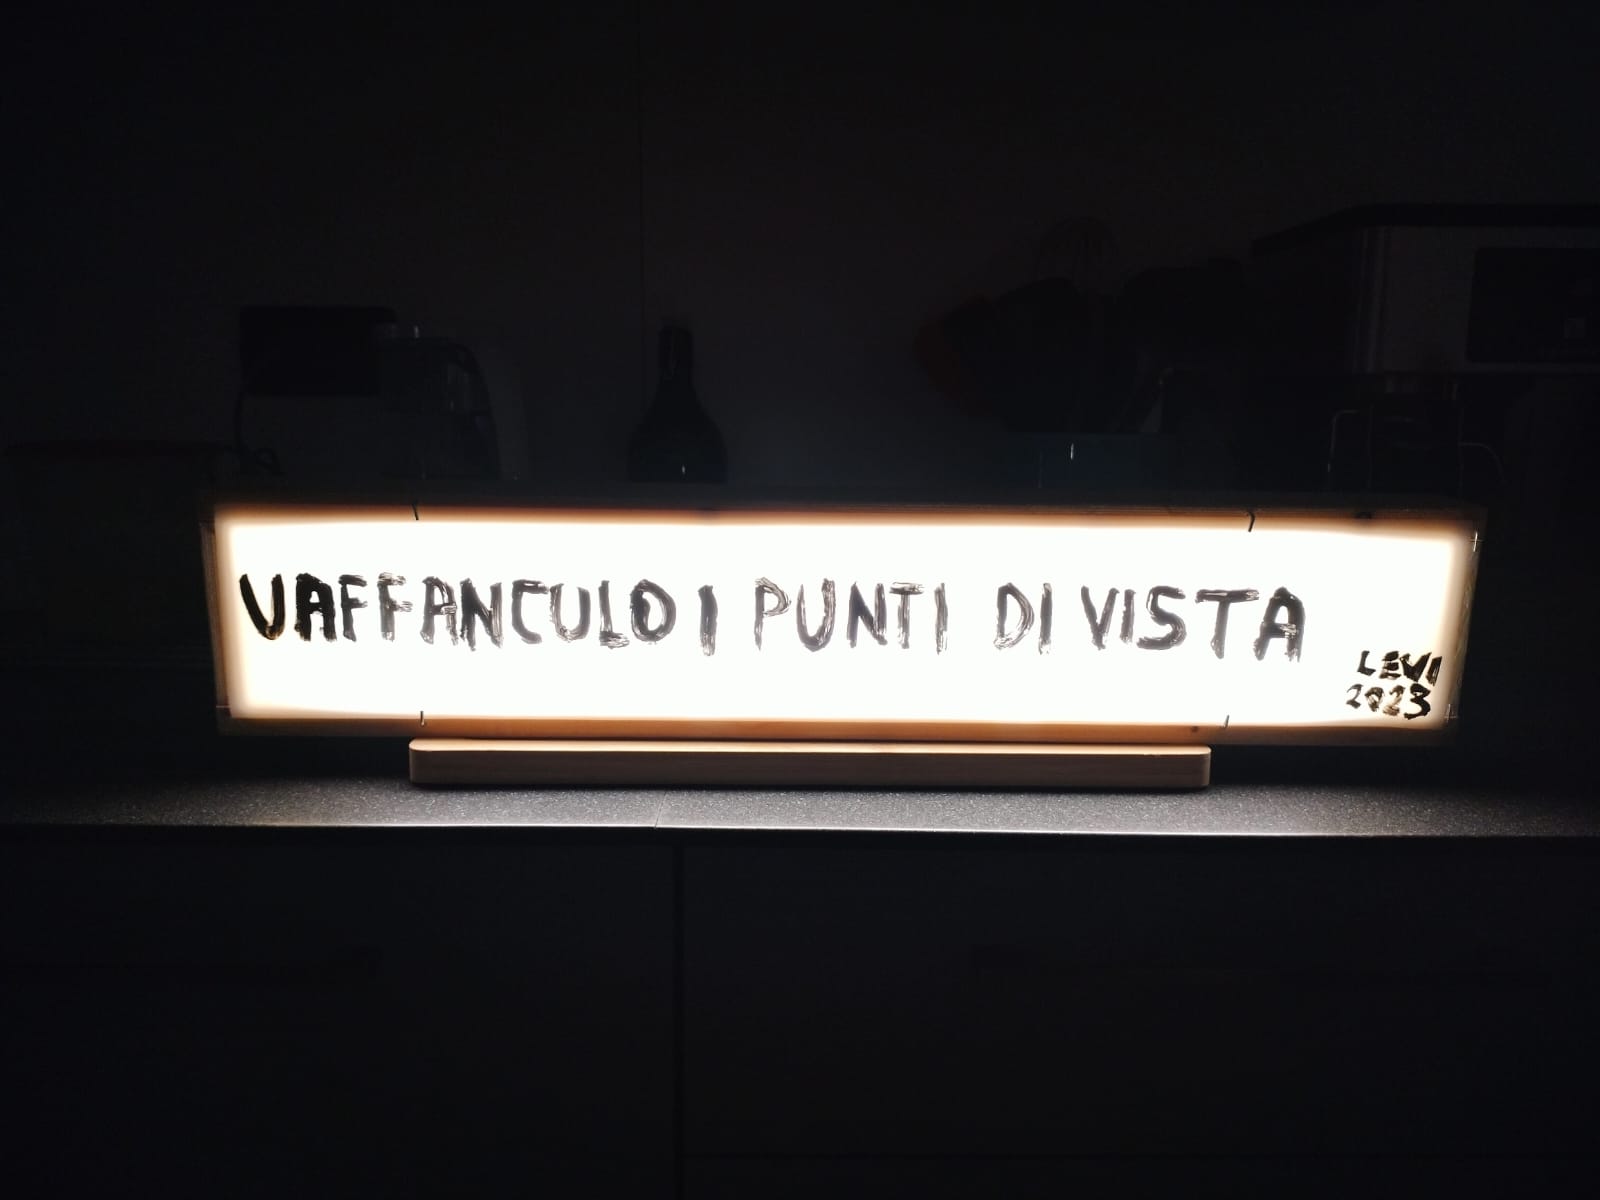 VAFFANCULO I PUNTI DI VISTA
LEVI
2023